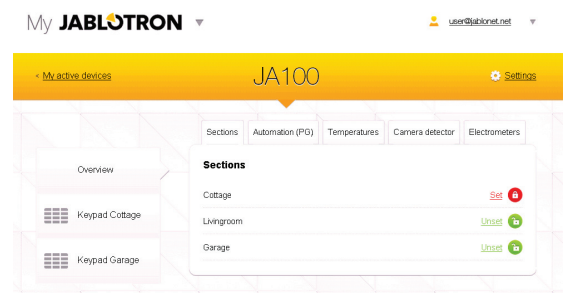 My JABLOTRON
user@jablonet.net
< My active devices
JA100
Settings
Sections
Automation (PG)
Temperatures
Camera detector
Electrometers
Overview
Keypad Cottage
Keypad Garage
Sections
Cottage
Set
Livingroom
Unset
Garage
Unset